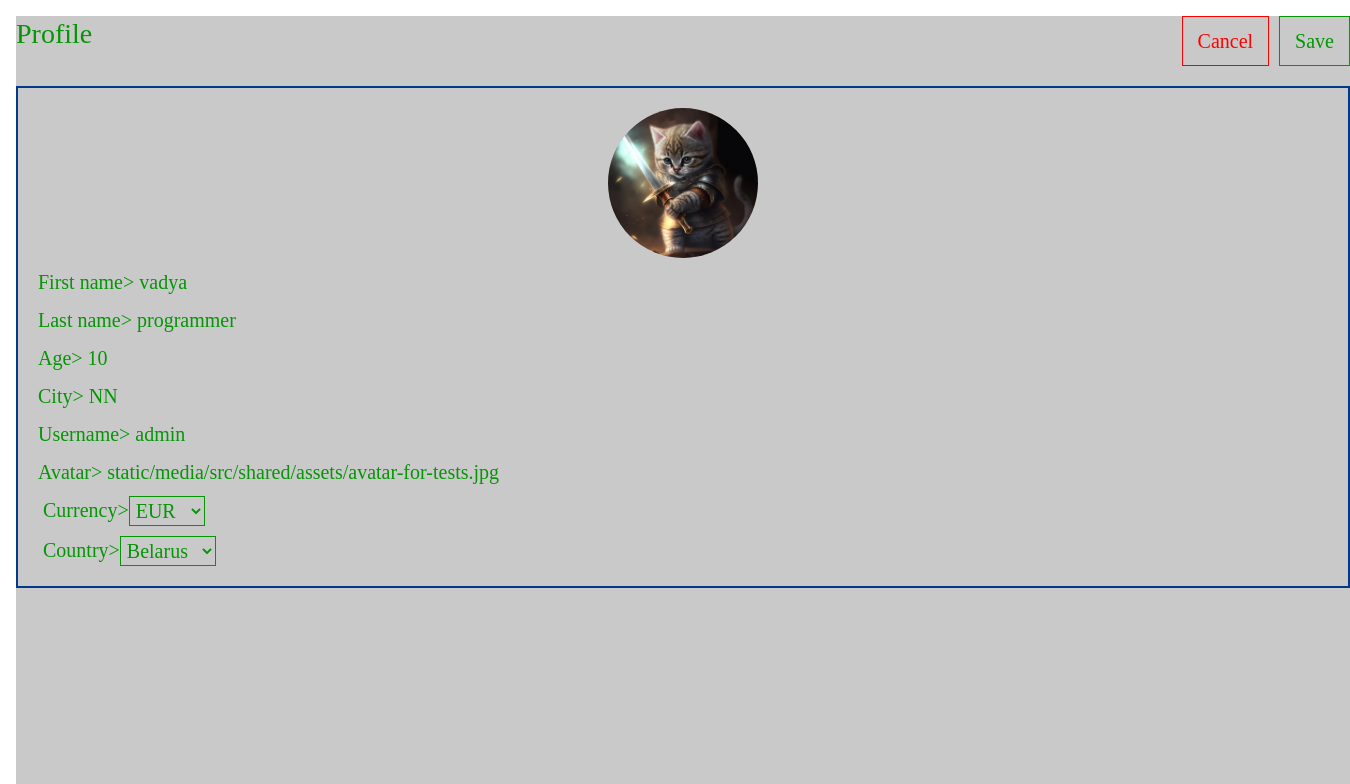 Profile
Cancel
Save
First name> vadya
Last name> programmer
Age> 10
City> NN
Username> admin
Avatar> static/media/src/shared/assets/avatar-for-tests.jpg
Currency> EUR
Country> Belarus